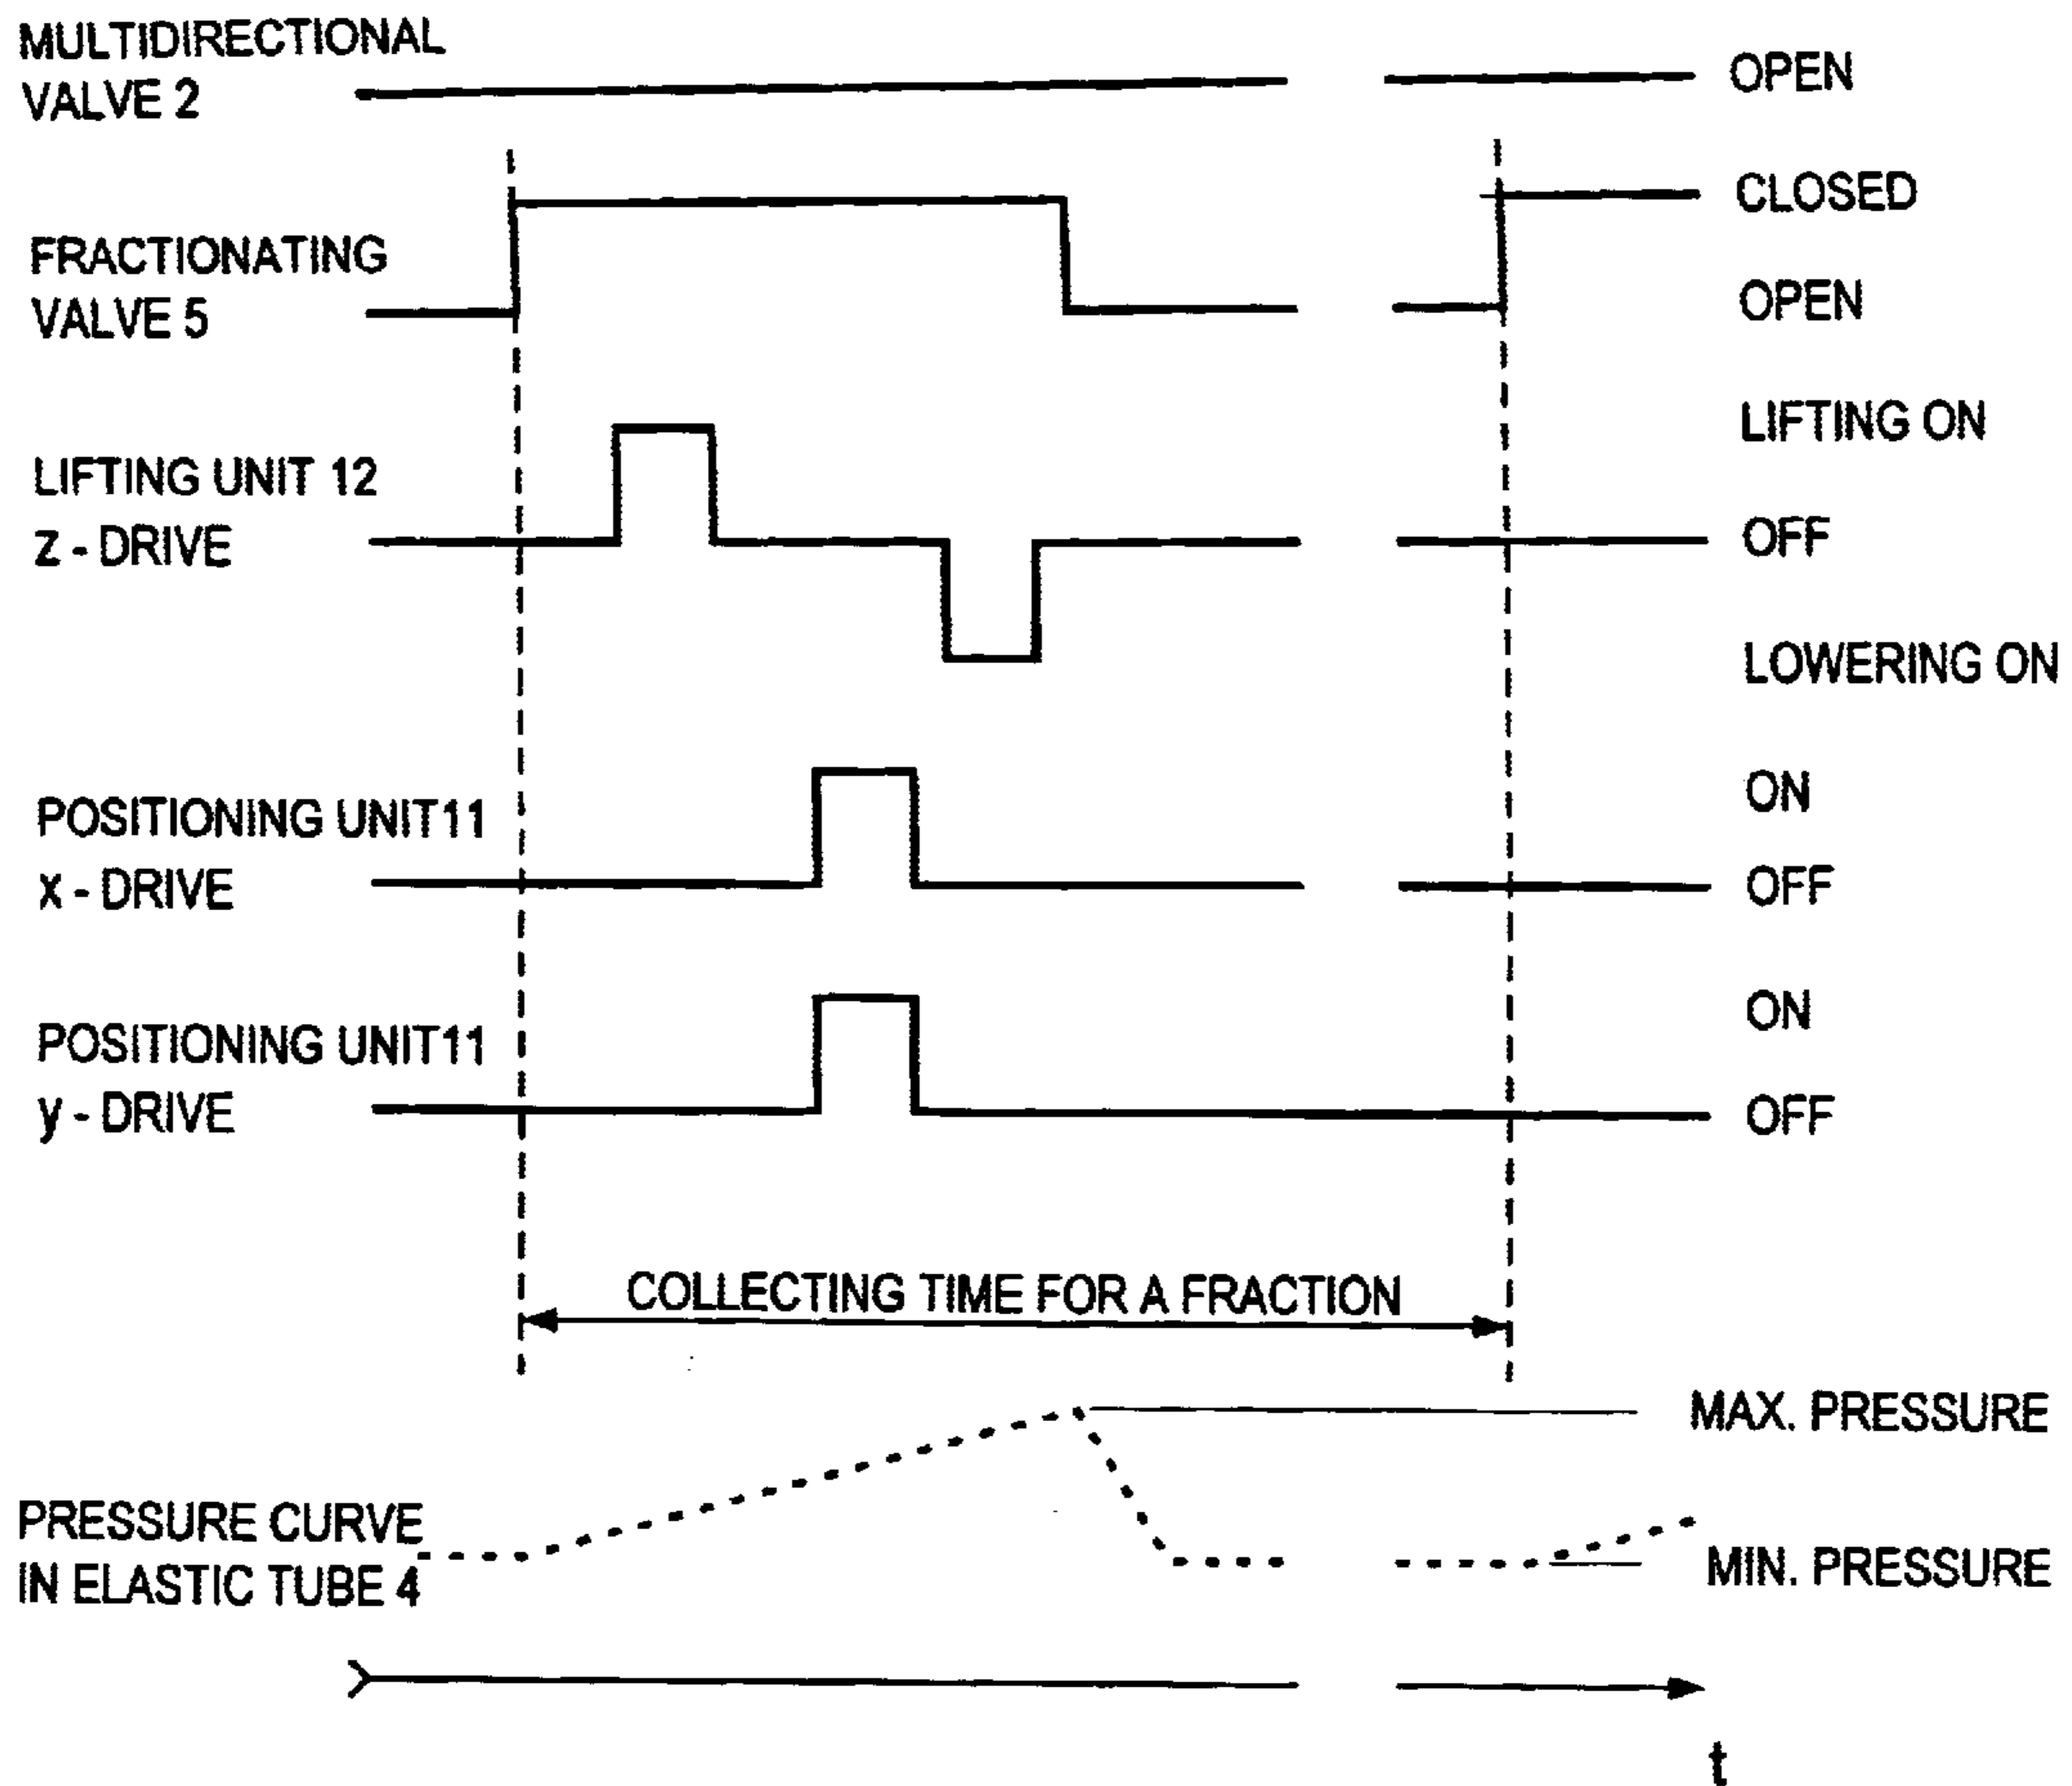 MULTIDIRECTIONAL
VALVE 2
OPEN
CLOSED
FRACTIONATING
VALVE 5
OPEN
LIFTING ON
LIFTING UNIT 12
Z - DRIVE
OFF
LOWERING ON
ON
POSITIONING UNIT11
X - DRIVE
OFF
ON
POSITIONING UNIT11
y - DRIVE
OFF
COLLECTING TIME FOR A FRACTION
MAX. PRESSURE
PRESSURE CURVE
IN ELASTIC TUBE 4
MIN. PRESSURE
t